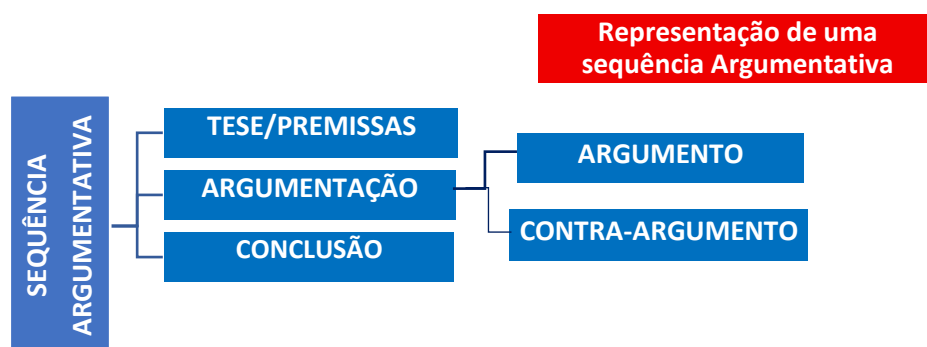 Representação de uma
sequência Argumentativa
SEQUÊNCIA
ARGUMENTATIVA
TESE/PREMISSAS
ARGUMENTAÇÃO
CONCLUSÃO
ARGUMENTO
CONTRA-ARGUMENTO